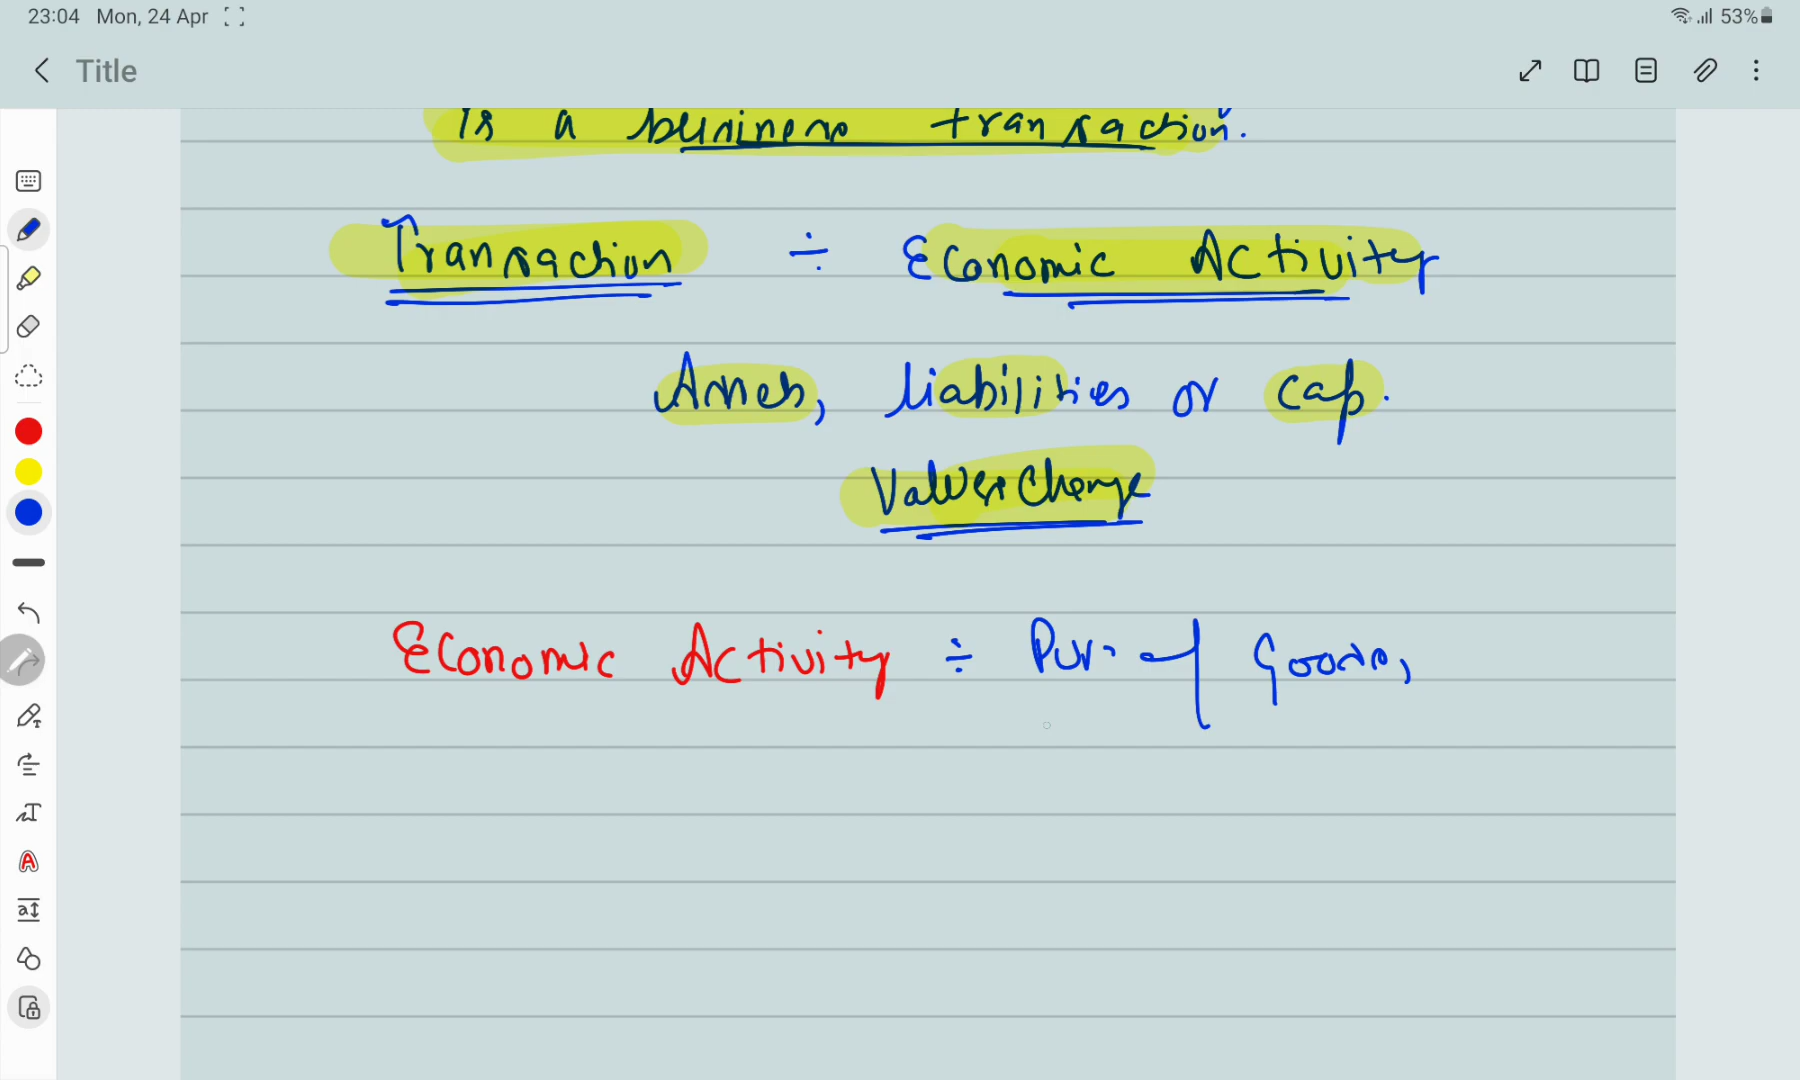 23:04 Mon, 24 Apr 53%
Title
is a business transaction.
Transaction ÷ Economic Activity
Assets, liabilities or cap.
Values Change
Economic Activity ÷ Pur. of Goods,